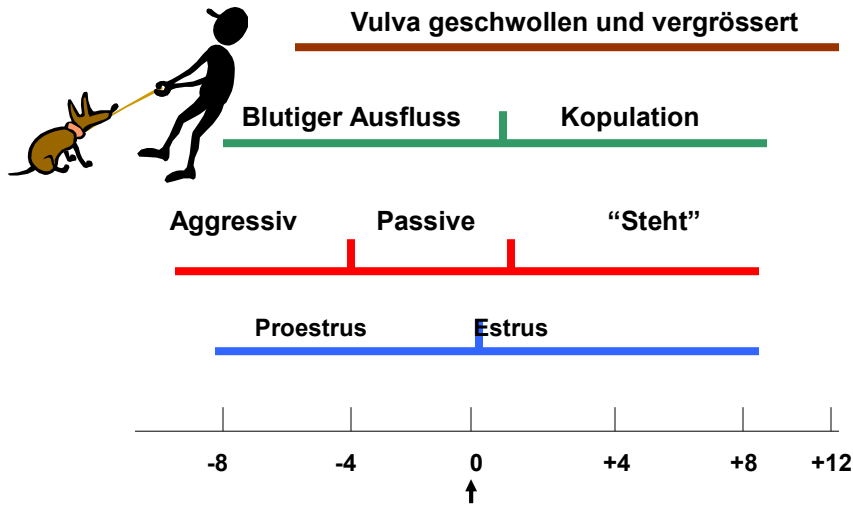 Vulva geschwollen und vergrössert
Blutiger Ausfluss Kopulation
Aggressiv Passive “Steht”
Proestrus Estrus
-8 -4 0 +4 +8 +12